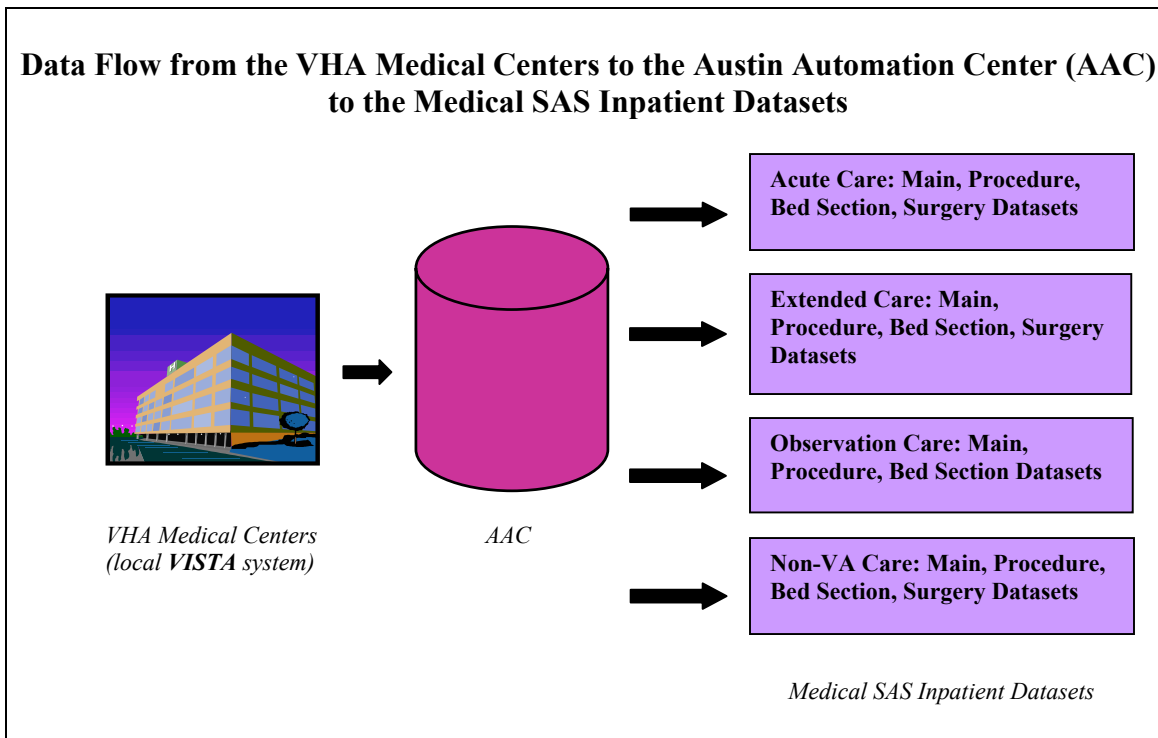 Data Flow from the VHA Medical Centers to the Austin Automation Center (AAC)
to the Medical SAS Inpatient Datasets
Acute Care: Main, Procedure,
Bed Section, Surgery Datasets
Extended Care: Main,
Procedure, Bed Section, Surgery
Datasets
Observation Care: Main,
Procedure, Bed Section Datasets
Non-VA Care: Main, Procedure,
Bed Section, Surgery Datasets
VHA Medical Centers
(local VISTA system)
AAC
Medical SAS Inpatient Datasets